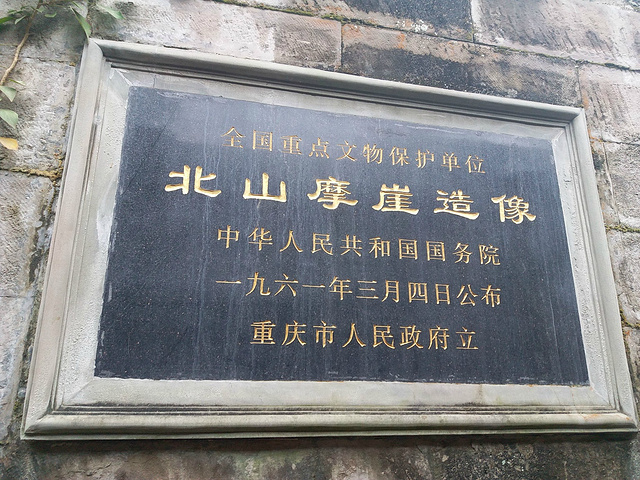 全国重点文物保护单位
北山摩崖造像
中华人民共和国国务院
一九六一年三月四日公布
重庆市人民政府立